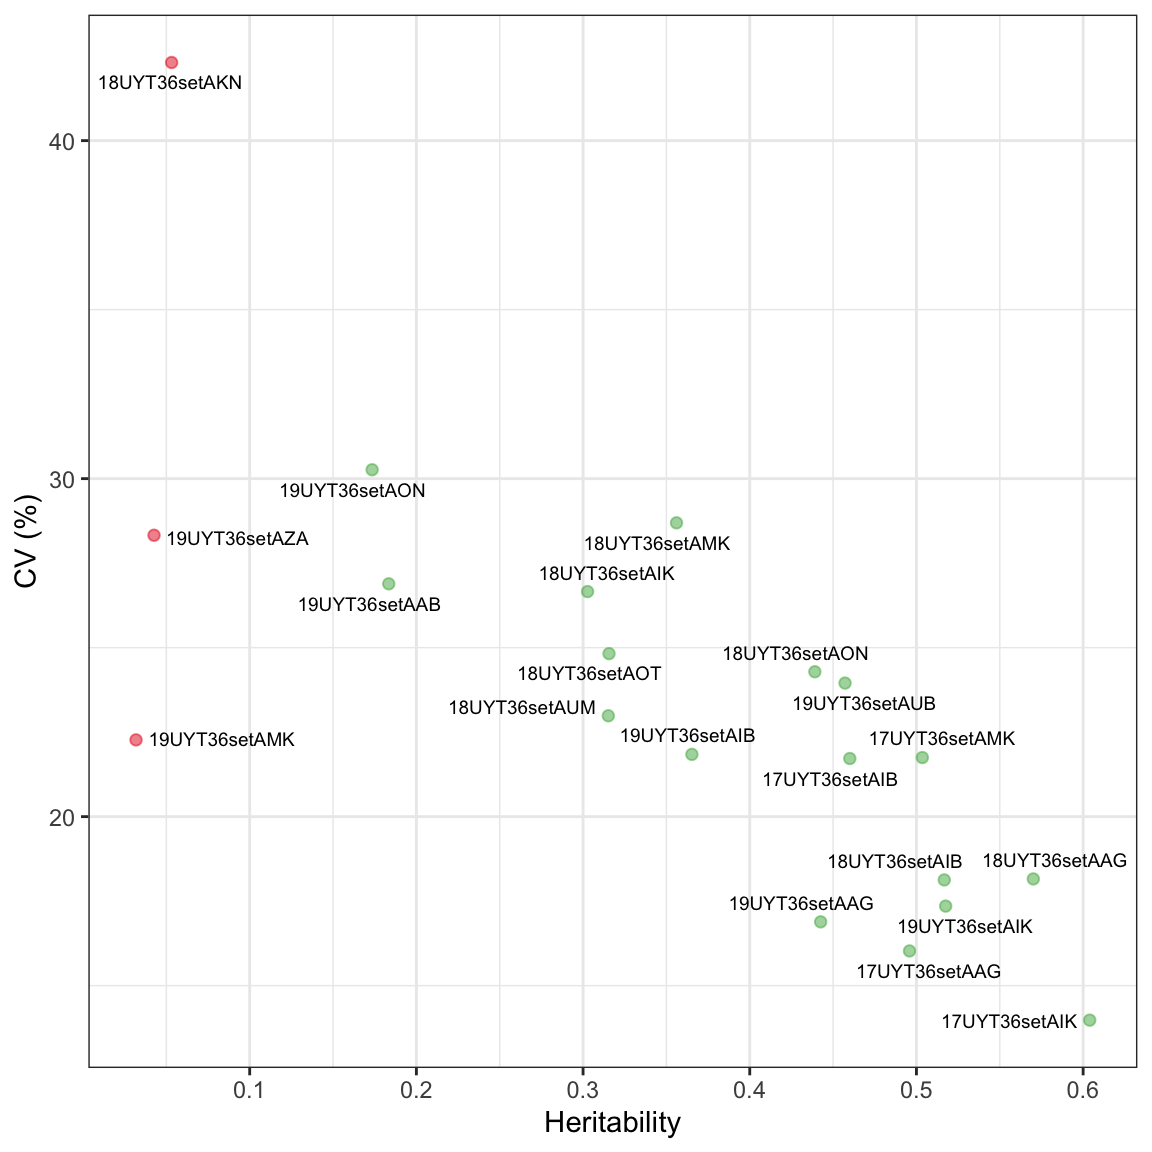 18UYT36setAKN
40
30
19UYT36setAON
19UYT36setAZA
18UYT36setAMK
18UYT36setAIK
19UYT36setAAB
18UYT36setAON
18UYT36setAOT
19UYT36setAUB
18UYT36setAUM
19UYT36setAIB
17UYT36setAMK
19UYT36setAMK
17UYT36setAIB
20
18UYT36setAIB
18UYT36setAAG
19UYT36setAAG
19UYT36setAIK
17UYT36setAAG
17UYT36setAIK
CV (%)
0.1
0.2
0.3
0.4
0.5
0.6
Heritability